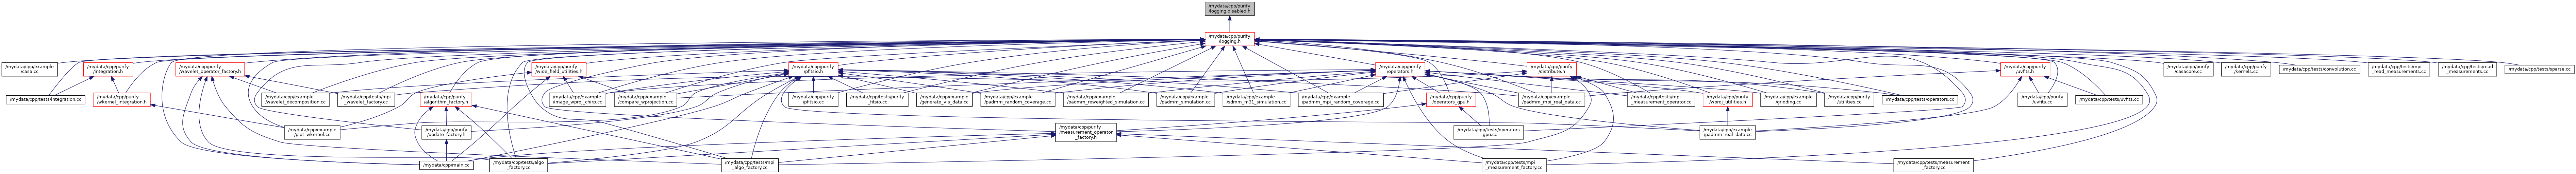 /mydata/cpp/purify
/logging.disabled.h
/mydata/cpp/purify
/logging.h
/mydata/cpp/example
/casa.cc
/mydata/cpp/purify
/integration.h
/mydata/cpp/purify
/wavelet_operator_factory.h
/mydata/cpp/purify
/wide_field_utilities.h
/mydata/cpp/purify
/pfitsio.h
/mydata/cpp/purify
/operators.h
/mydata/cpp/purify
/distribute.h
/mydata/cpp/purify
/uvfits.h
/mydata/cpp/purify
/casacore.cc
/mydata/cpp/purify
/kernels.cc
/mydata/cpp/tests/convolution.cc
/mydata/cpp/tests/mpi
_read_measurements.cc
/mydata/cpp/tests/read
_measurements.cc
/mydata/cpp/tests/sparse.cc
/mydata/cpp/tests/integration.cc
/mydata/cpp/purify
/wkernel_integration.h
/mydata/cpp/example
/wavelet_decomposition.cc
/mydata/cpp/tests/mpi
_wavelet_factory.cc
/mydata/cpp/purify
/algorithm_factory.h
/mydata/cpp/example
/image_wproj_chirp.cc
/mydata/cpp/example
/compare_wprojection.cc
/mydata/cpp/purify
/pfitsio.cc
/mydata/cpp/tests/purify
_fitsio.cc
/mydata/cpp/example
/generate_vis_data.cc
/mydata/cpp/example
/padmm_random_coverage.cc
/mydata/cpp/example
/padmm_reweighted_simulation.cc
/mydata/cpp/example
/padmm_simulation.cc
/mydata/cpp/example
/sdmm_m31_simulation.cc
/mydata/cpp/example
/padmm_mpi_random_coverage.cc
/mydata/cpp/purify
/operators_gpu.h
/mydata/cpp/example
/padmm_mpi_real_data.cc
/mydata/cpp/tests/mpi
_measurement_operator.cc
/mydata/cpp/purify
/wproj_utilities.h
/mydata/cpp/example
/gridding.cc
/mydata/cpp/purify
/utilities.cc
/mydata/cpp/tests/operators.cc
/mydata/cpp/purify
/uvfits.cc
/mydata/cpp/tests/uvfits.cc
/mydata/cpp/example
/plot_wkernel.cc
/mydata/cpp/purify
/update_factory.h
/mydata/cpp/purify
/measurement_operator
_factory.h
/mydata/cpp/tests/operators
_gpu.cc
/mydata/cpp/example
/padmm_real_data.cc
/mydata/cpp/main.cc
/mydata/cpp/tests/algo
_factory.cc
/mydata/cpp/tests/mpi
_algo_factory.cc
/mydata/cpp/tests/mpi
_measurement_factory.cc
/mydata/cpp/tests/measurement
_factory.cc